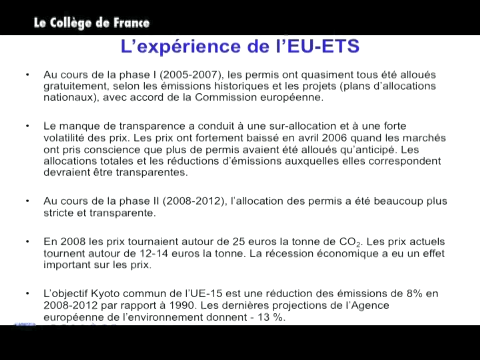 Le Collège de France
L'expérience de l'EU-ETS
• Au cours de la phase I (2005-2007), les permis ont quasiment tous été alloués
gratuitement, selon les émissions historiques et les projets (plans d'allocations
nationaux), avec accord de la Commission européenne.
• Le manque de transparence a conduit à une sur-allocation et à une forte
volatilité des prix. Les prix ont fortement baissé en avril 2006 quand les marchés
ont pris conscience que plus de permis avaient été alloués qu'anticipé. Les
allocations totales et les réductions d'émissions auxquelles elles correspondent
devraient être transparentes.
• Au cours de la phase II (2008-2012), l'allocation des permis a été beaucoup plus
stricte et transparente.
• En 2008 les prix tournaient autour de 25 euros la tonne de CO₂. Les prix actuels
tournent autour de 12-14 euros la tonne. La récession économique a eu un effet
important sur les prix.
• L'objectif Kyoto commun de l'UE-15 est une réduction des émissions de 8% en
2008-2012 par rapport à 1990. Les dernières projections de l'Agence
européenne de l'environnement donnent - 13 %.